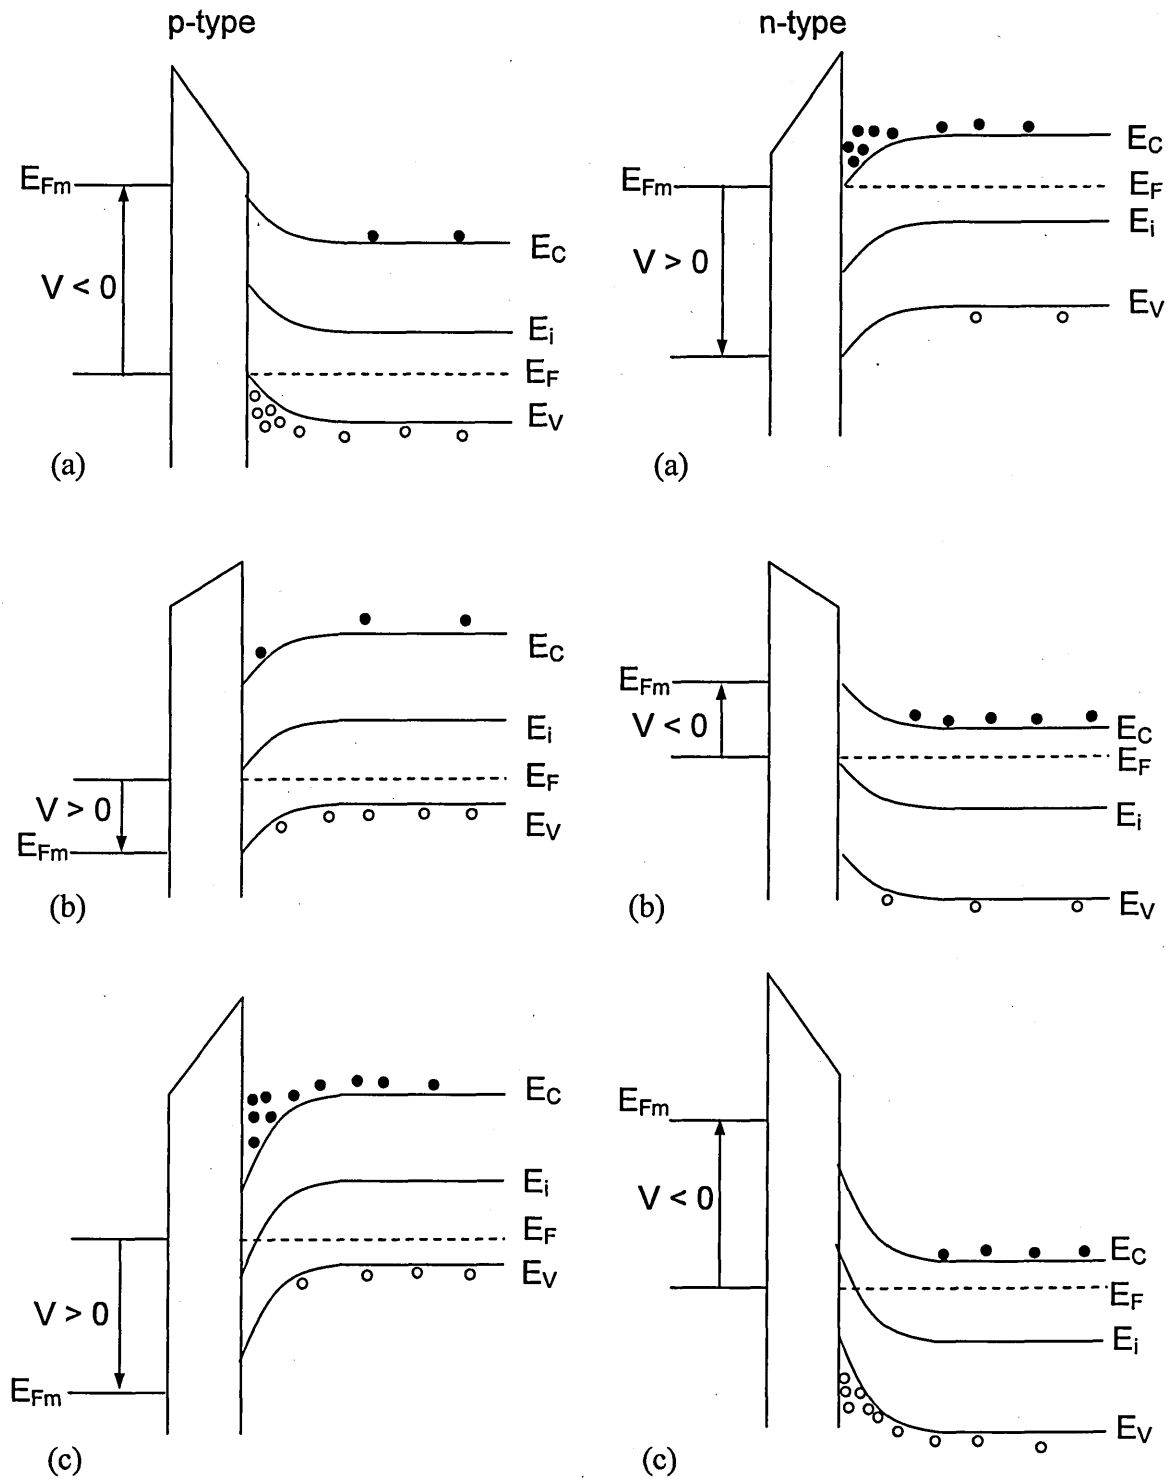 p-type
E_Fm
V < 0
E_C
E_i
E_F
E_V
(a)
n-type
E_Fm
V > 0
E_C
E_F
E_i
E_V
(a)
E_C
E_i
E_F
V > 0
E_V
E_Fm
(b)
E_Fm
V < 0
E_C
E_F
E_i
E_V
(b)
E_C
E_i
E_F
E_V
V > 0
E_Fm
(c)
E_Fm
V < 0
E_C
E_F
E_i
E_V
(c)